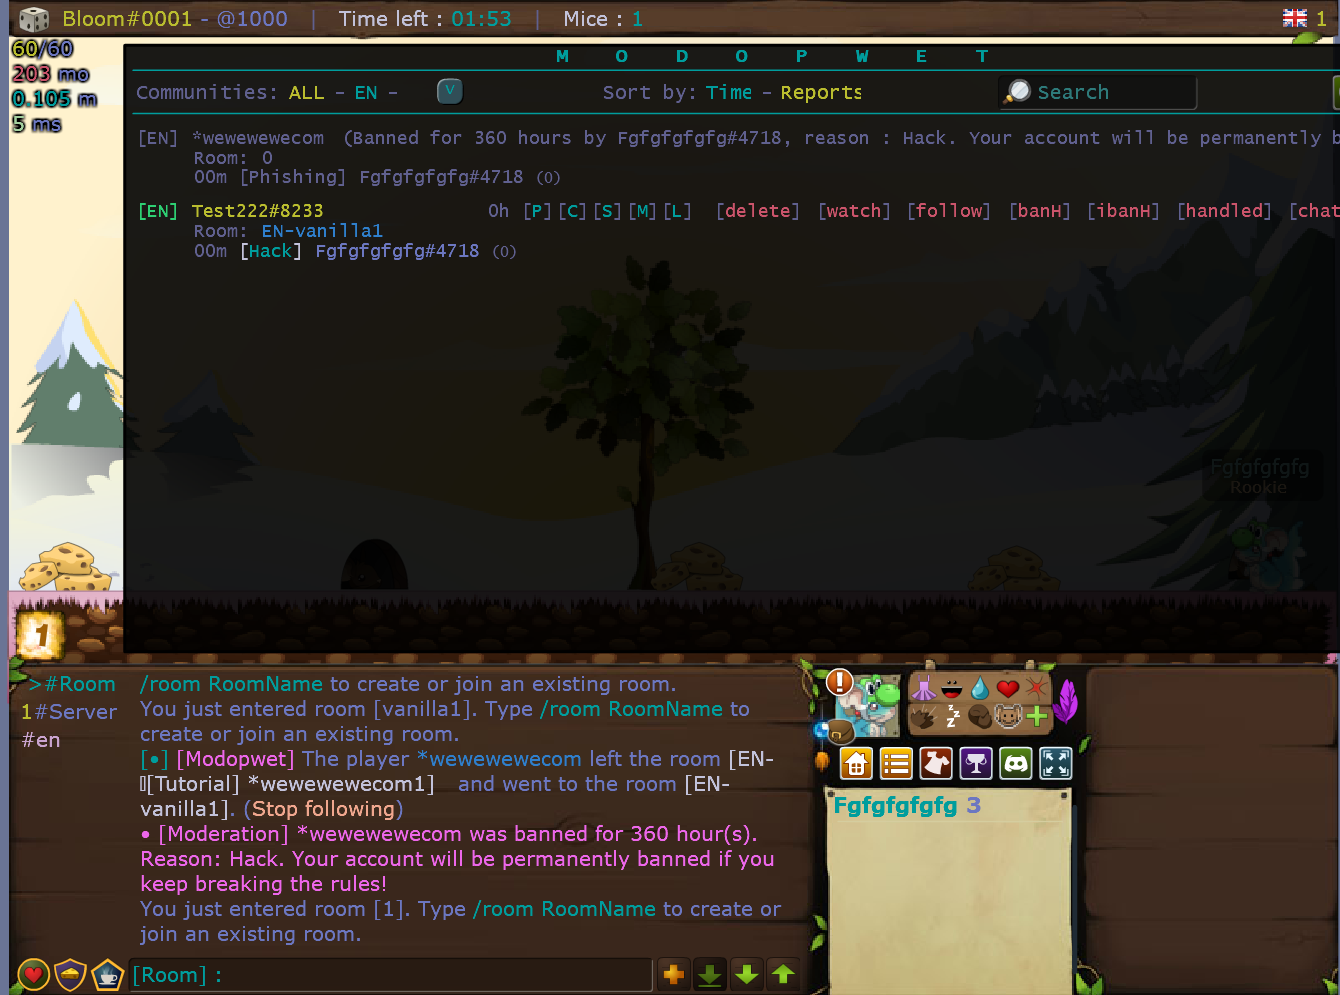 Bloom#0001 - @1000 | Time left : 01:53 | Mice : 1
1
60/60
203 mo
0.105 m
5 ms
M O D O P W E T
Communities: ALL - EN - V Sort by: Time - Reports Search
[EN] *wewewewecom (Banned for 360 hours by Fgfgfgfgfg#4718, reason : Hack. Your account will be permanently b
Room: 0
00m [Phishing] Fgfgfgfgfg#4718 (0)
[EN] Test222#8233 0h [P][C][S][M][L] [delete] [watch] [follow] [banH] [ibanH] [handled] [chat
Room: EN-vanilla1
00m [Hack] Fgfgfgfgfg#4718 (0)
Fgfgfgfgfg
Rookie
1
>#Room
1#Server
#en
/room RoomName to create or join an existing room.
You just entered room [vanilla1]. Type /room RoomName to
create or join an existing room.
[•] [Modopwet] The player *wewewewecom left the room [EN-
[Tutorial] *wewewewecom1] and went to the room [EN-
vanilla1]. (Stop following)
• [Moderation] *wewewewecom was banned for 360 hour(s).
Reason: Hack. Your account will be permanently banned if you
keep breaking the rules!
You just entered room [1]. Type /room RoomName to create or
join an existing room.
[Room] :
Fgfgfgfgfg 3